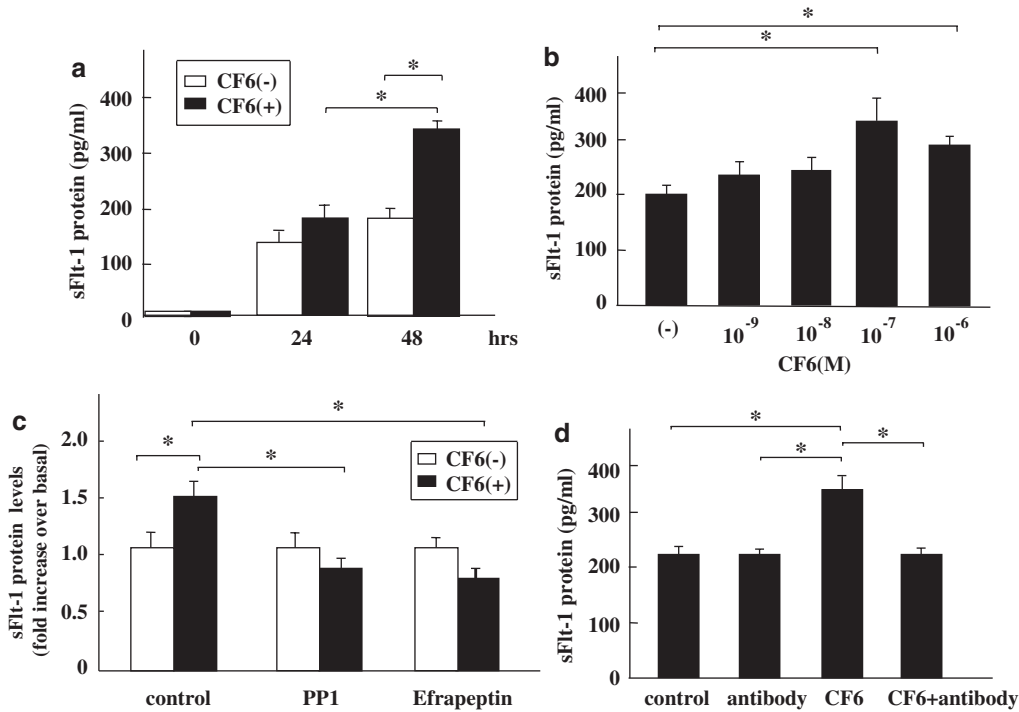 a
CF6(-)
CF6(+)
*
*
sFlt-1 protein (pg/ml)
400
300
200
100
0
0 24 48 hrs
b
*
*
sFlt-1 protein (pg/ml)
400
300
200
100
0
(-) 10-9 10-8 10-7 10-6
CF6(M)
c
*
*
*
CF6(-)
CF6(+)
sFlt-1 protein levels
(fold increase over basal)
2.0
1.5
1.0
0.5
0
control PP1 Efrapeptin
d
*
*
*
sFlt-1 protein (pg/ml)
400
300
200
100
0
control antibody CF6 CF6+antibody